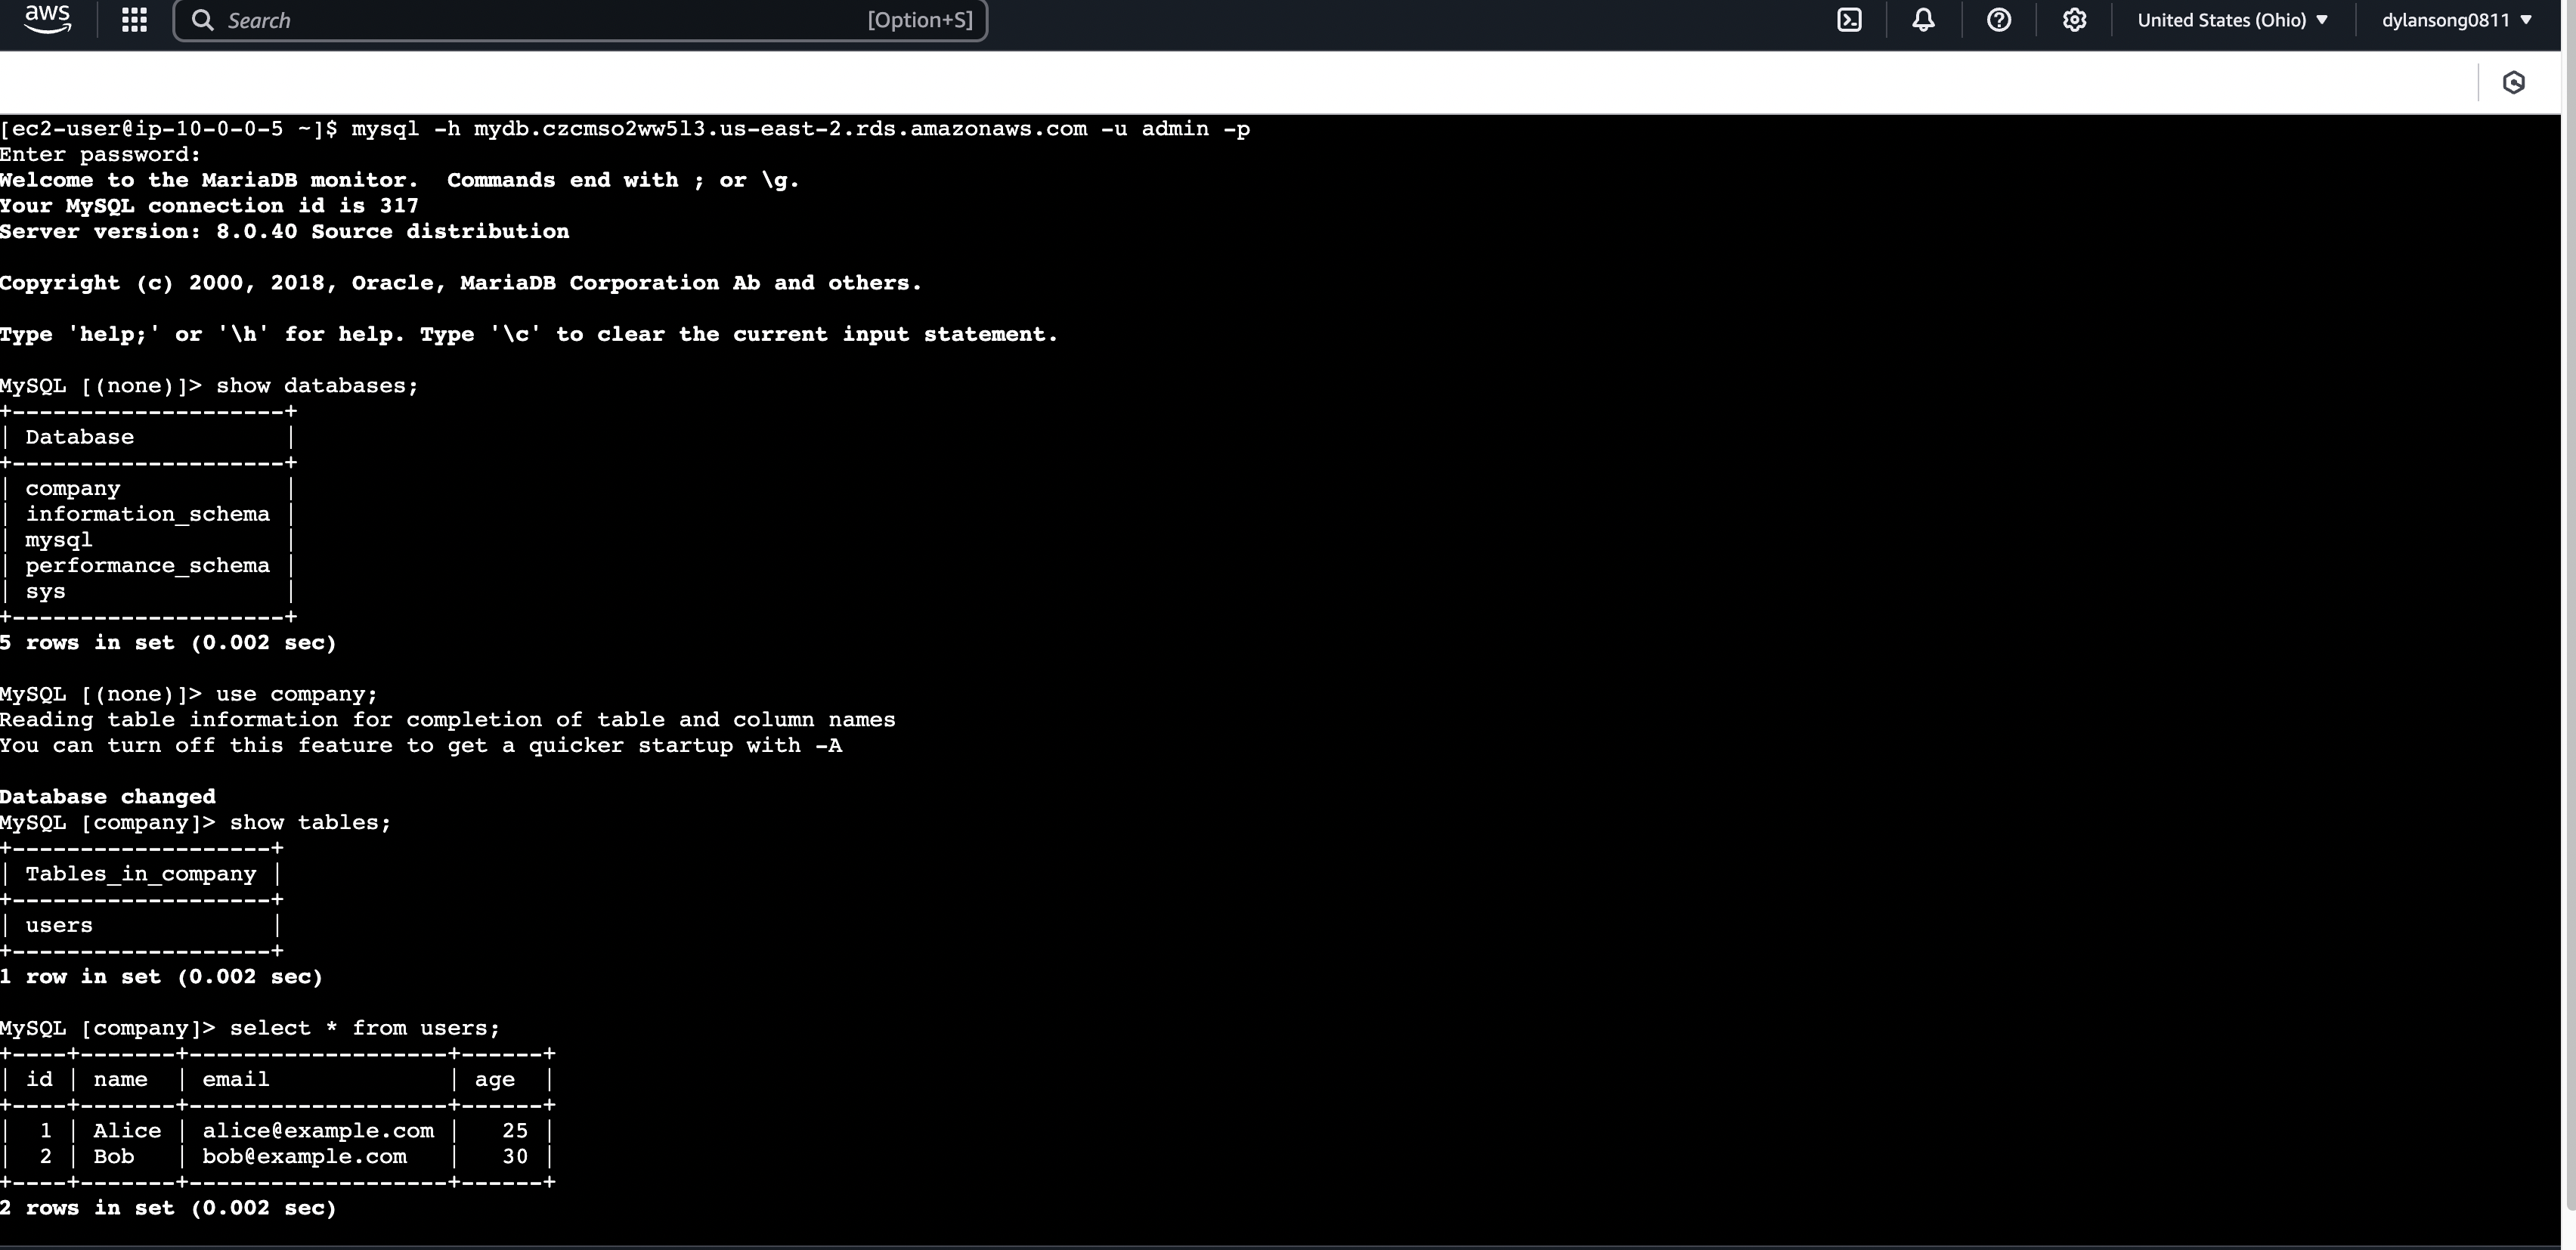 aws
Search [Option+S] United States (Ohio) ▼ dylansong0811 ▼
[ec2-user@ip-10-0-0-5 ~]$ mysql -h mydb.czcmso2ww5l3.us-east-2.rds.amazonaws.com -u admin -p
Enter password:
Welcome to the MariaDB monitor.  Commands end with ; or \g.
Your MySQL connection id is 317
Server version: 8.0.40 Source distribution
Copyright (c) 2000, 2018, Oracle, MariaDB Corporation Ab and others.
Type 'help;' or '\h' for help. Type '\c' to clear the current input statement.
MySQL [(none)]> show databases;
+--------------------+
| Database           |
+--------------------+
| company            |
| information_schema |
| mysql              |
| performance_schema |
| sys                |
+--------------------+
5 rows in set (0.002 sec)
MySQL [(none)]> use company;
Reading table information for completion of table and column names
You can turn off this feature to get a quicker startup with -A
Database changed
MySQL [company]> show tables;
+-------------------+
| Tables_in_company |
+-------------------+
| users             |
+-------------------+
1 row in set (0.002 sec)
MySQL [company]> select * from users;
+----+-------+-------------------+------+
| id | name  | email             | age  |
+----+-------+-------------------+------+
|  1 | Alice | alice@example.com |   25 |
|  2 | Bob   | bob@example.com   |   30 |
+----+-------+-------------------+------+
2 rows in set (0.002 sec)